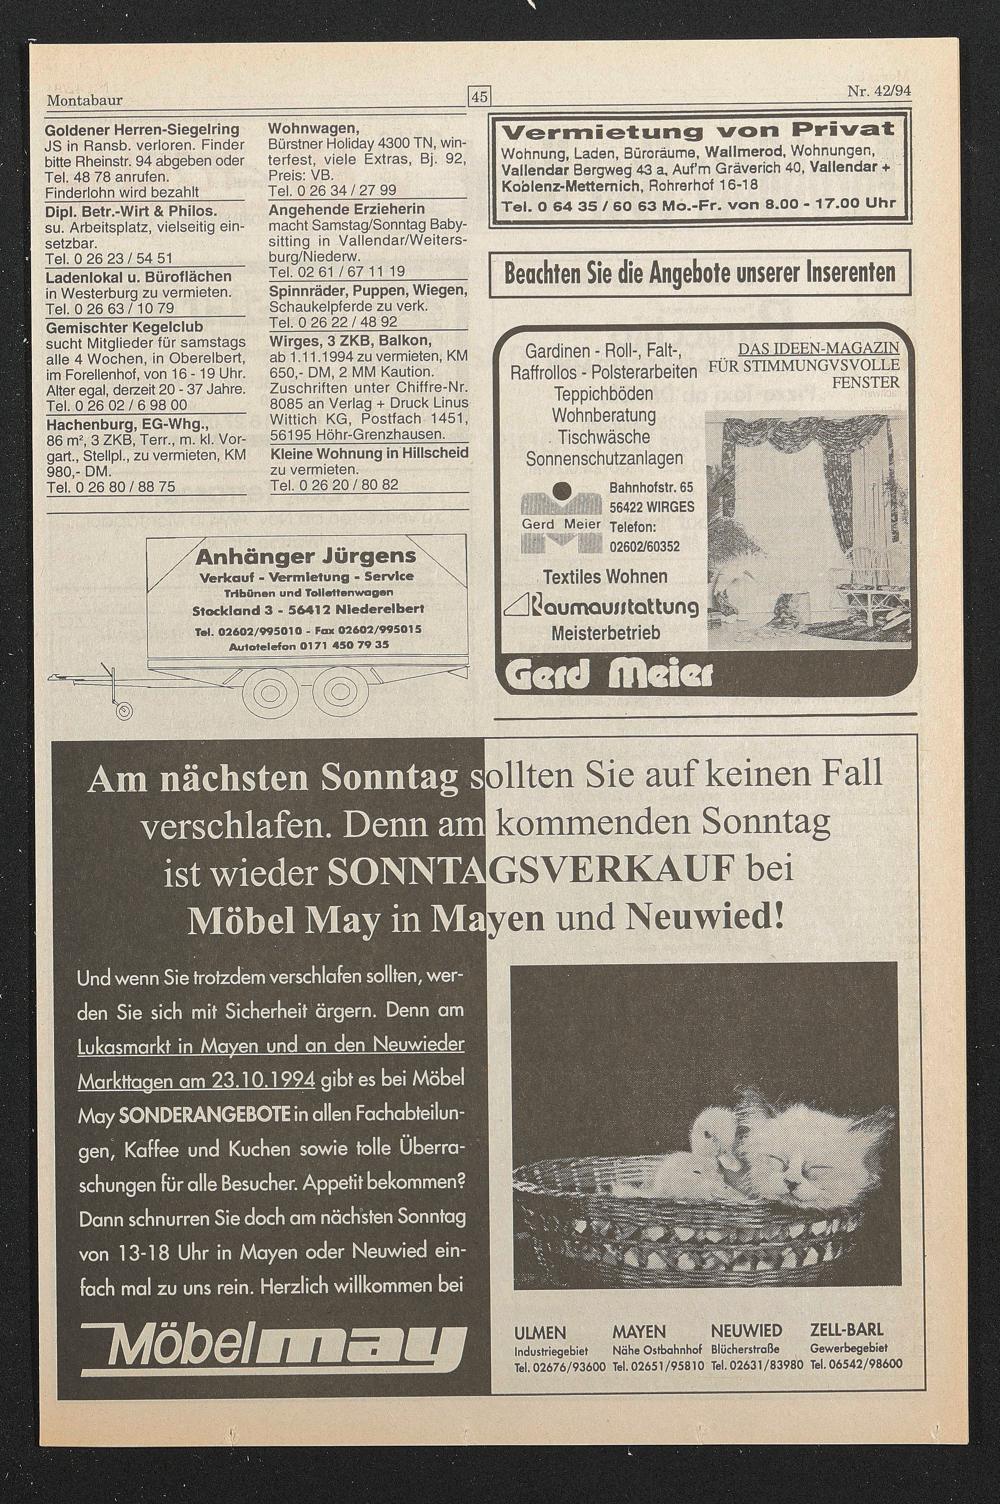 Montabaur
45
Nr. 42/94
Goldener Herren-Siegelring
JS in Ransb. verloren. Finder
bitte Rheinstr. 94 abgeben oder
Tel. 48 78 anrufen.
Finderlohn wird bezahlt
Dipl. Betr.-Wirt & Philos.
su. Arbeitsplatz, vielseitig ein-
setzbar.
Tel. 0 26 23 / 54 51
Ladenlokal u. Büroflächen
in Westerburg zu vermieten.
Tel. 0 26 63 / 10 79
Gemischter Kegelclub
sucht Mitglieder für samstags
alle 4 Wochen, in Oberelbert,
im Forellenhof, von 16 - 19 Uhr.
Alter egal, derzeit 20 - 37 Jahre.
Tel. 0 26 02 / 6 98 00
Hachenburg, EG-Whg.,
86 m², 3 ZKB, Terr., m. kl. Vor-
gart., Stellpl., zu vermieten, KM
980,- DM.
Tel. 0 26 80 / 88 75
Wohnwagen,
Bürstner Holiday 4300 TN, win-
terfest, viele Extras, Bj. 92,
Preis: VB.
Tel. 0 26 34 / 27 99
Angehende Erzieherin
macht Samstag/Sonntag Baby-
sitting in Vallendar/Weiters-
burg/Niederw.
Tel. 02 61 / 67 11 19
Spinnräder, Puppen, Wiegen,
Schaukelpferde zu verk.
Tel. 0 26 22 / 48 92
Wirges, 3 ZKB, Balkon,
ab 1.11.1994 zu vermieten, KM
650,- DM, 2 MM Kaution.
Zuschriften unter Chiffre-Nr.
8085 an Verlag + Druck Linus
Wittich KG, Postfach 1451,
56195 Höhr-Grenzhausen.
Kleine Wohnung in Hillscheid
zu vermieten.
Tel. 0 26 20 / 80 82
Vermietung von Privat
Wohnung, Laden, Büroräume, Wallmerod, Wohnungen,
Vallendar Bergweg 43 a, Auf'm Gräverich 40, Vallendar +
Koblenz-Metternich, Rohrerhof 16-18
Tel. 0 64 35 / 60 63 Mo.-Fr. von 8.00 - 17.00 Uhr
Beachten Sie die Angebote unserer Inserenten
Gardinen - Roll-, Falt-,
Raffrollos - Polsterarbeiten
Teppichböden
Wohnberatung
Tischwäsche
Sonnenschutzanlagen
DAS IDEEN-MAGAZIN
FÜR STIMMUNGVSVOLLE
FENSTER
Gerd Meier
Bahnhofstr. 65
56422 WIRGES
Telefon:
02602/60352
Textiles Wohnen
Raumausstattung
Meisterbetrieb
Gerd Meier
Anhänger Jürgens
Verkauf - Vermietung - Service
Tribünen und Toilettenwagen
Stockland 3 - 56412 Niederelbert
Tel. 02602/995010 - Fax 02602/995015
Autotelefon 0171 450 79 35
Am nächsten Sonntag sollten Sie auf keinen Fall
verschlafen. Denn am kommenden Sonntag
ist wieder SONNTAGSVERKAUF bei
Möbel May in Mayen und Neuwied!
Und wenn Sie trotzdem verschlafen sollten, wer-
den Sie sich mit Sicherheit ärgern. Denn am
Lukasmarkt in Mayen und an den Neuwieder
Markttagen am 23.10.1994 gibt es bei Möbel
May SONDERANGEBOTE in allen Fachabteilun-
gen, Kaffee und Kuchen sowie tolle Überra-
schungen für alle Besucher. Appetit bekommen?
Dann schnurren Sie doch am nächsten Sonntag
von 13-18 Uhr in Mayen oder Neuwied ein-
fach mal zu uns rein. Herzlich willkommen bei
Möbel may
ULMEN
Industriegebiet
Tel. 02676/93600
MAYEN
Nähe Ostbahnhof
Tel. 02651/95810
NEUWIED
Blücherstraße
Tel. 02631/83980
ZELL-BARL
Gewerbegebiet
Tel. 06542/98600